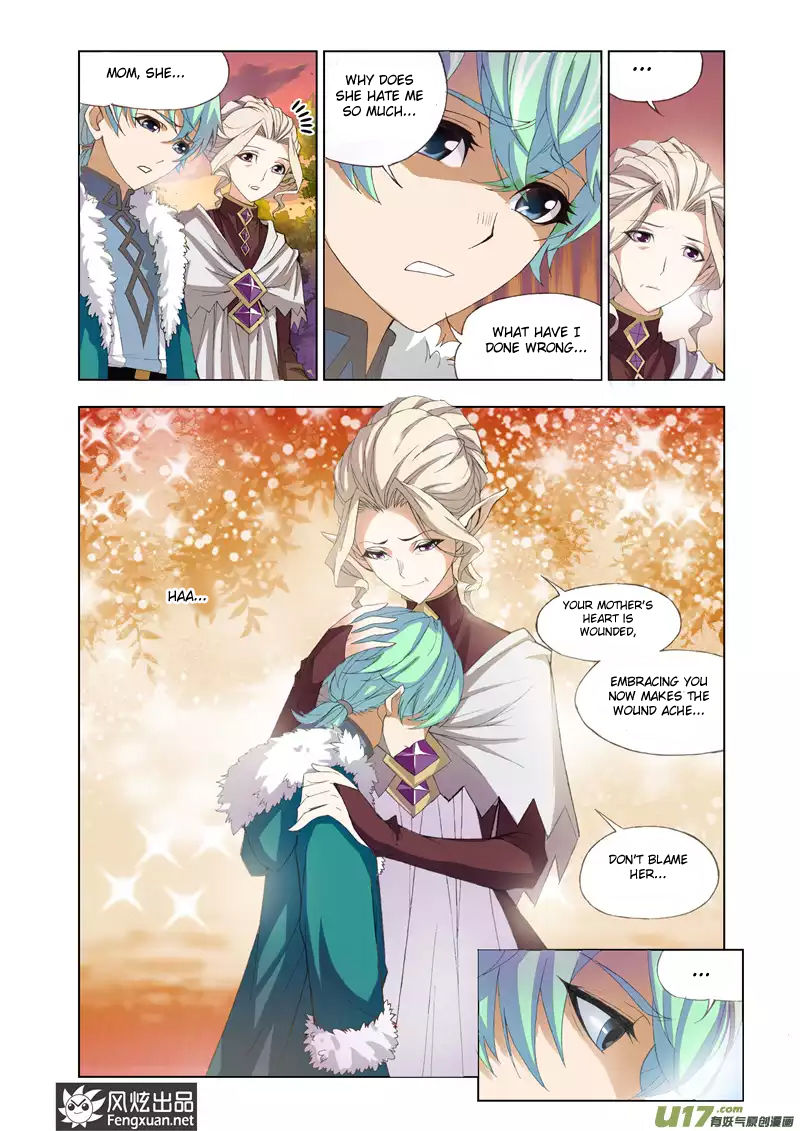 MOM, SHE...
WHY DOES
SHE HATE ME
SO MUCH...
WHAT HAVE I
DONE WRONG...
...
HAA...
YOUR MOTHER'S
HEART IS
WOUNDED,
EMBRACING YOU
NOW MAKES THE
WOUND ACHE...
DON'T BLAME
HER...
...
风炫出品
Fengxuan.net
U17.com
有妖气原创漫画